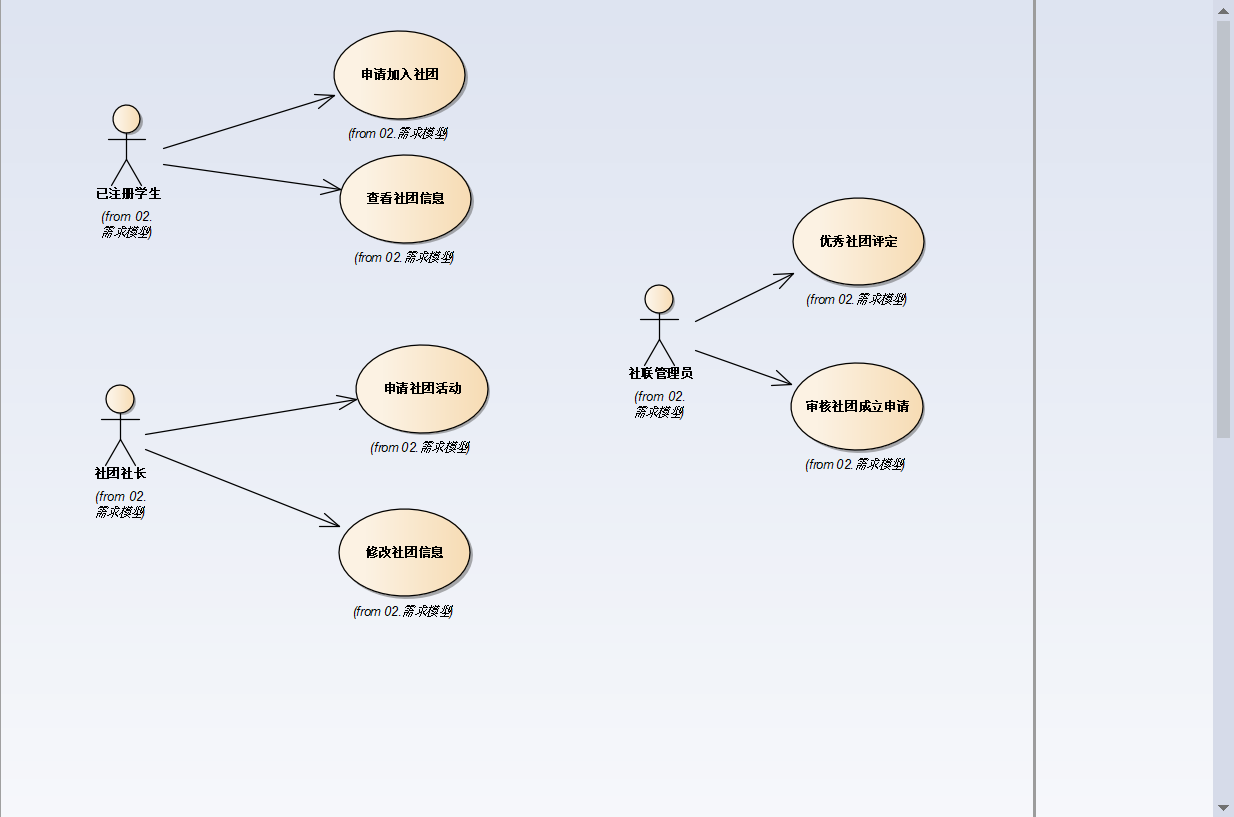 申请加入社团
(from 02.需求模型)
已注册学生
(from 02.
需求模型)
查看社团信息
(from 02.需求模型)
优秀社团评定
(from 02.需求模型)
社联管理员
(from 02.
需求模型)
审核社团成立申请
(from 02.需求模型)
申请社团活动
(from 02.需求模型)
社团社长
(from 02.
需求模型)
修改社团信息
(from 02.需求模型)